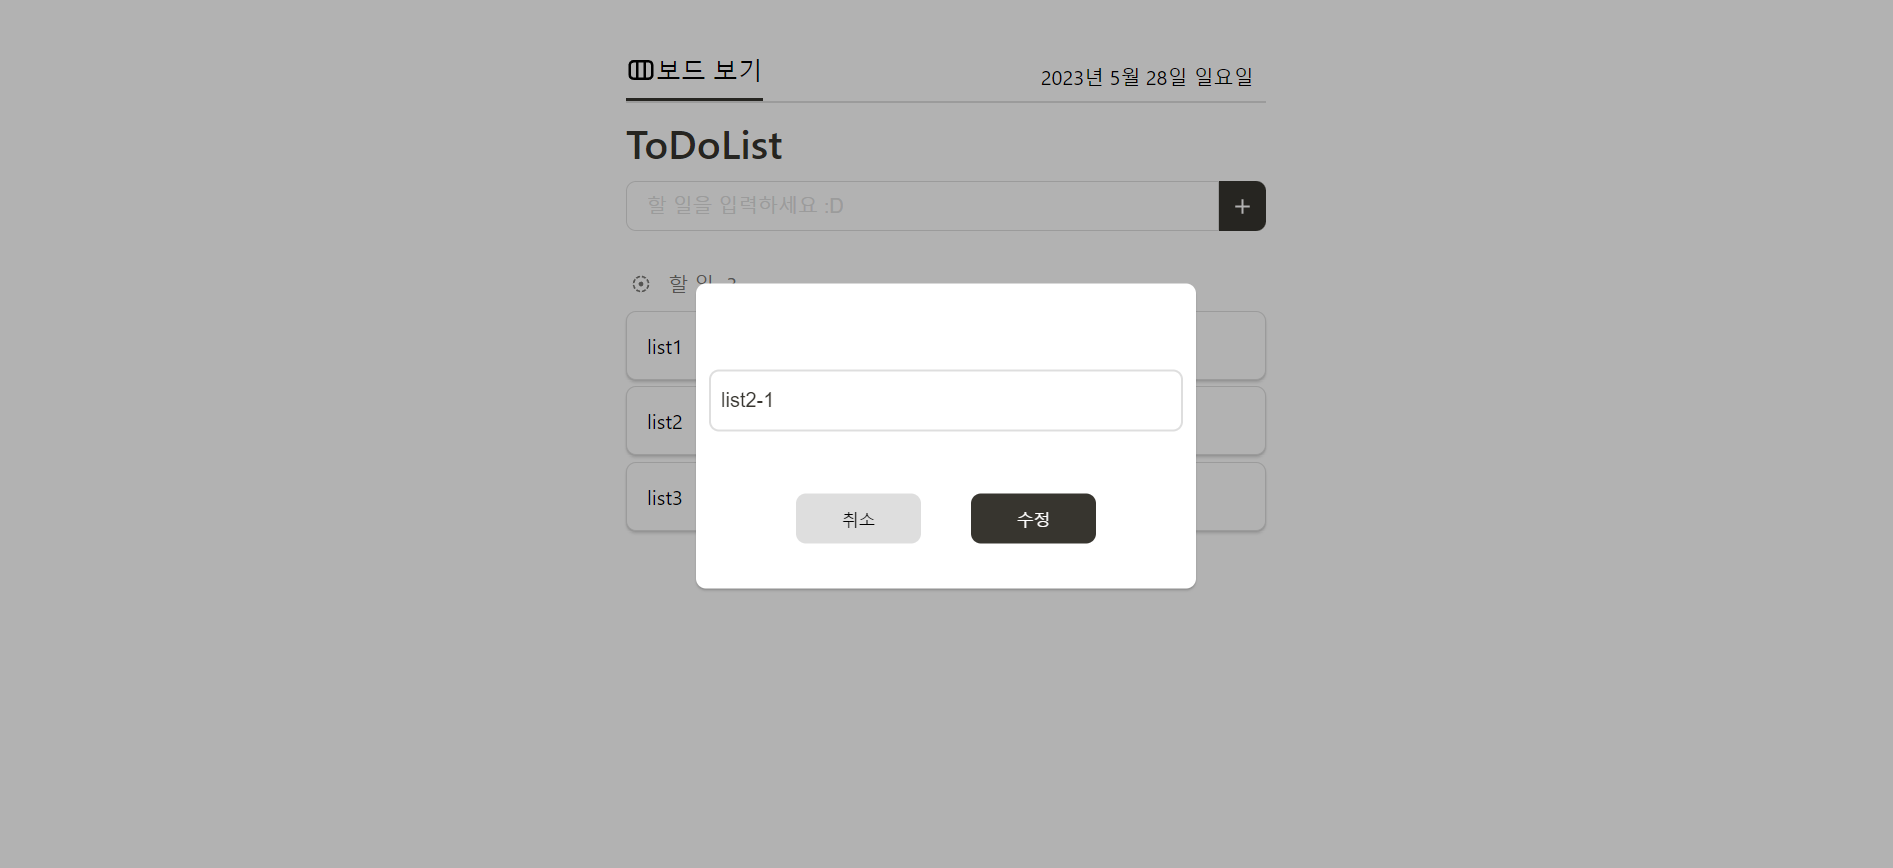 보드 보기
2023년 5월 28일 일요일
ToDoList
할 일을 입력하세요 :D
+
할 일
list1
list2
list3
list2-1
취소
수정